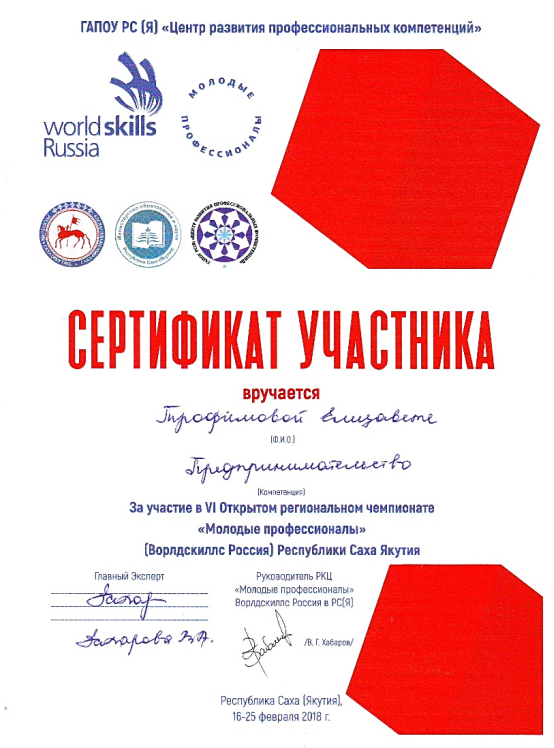 ГАПОУ РС (Я) «Центр развития профессиональных компетенций»
worldskills
Russia
МОЛОДЫЕ
ПРОФЕССИОНАЛЫ
СЕРТИФИКАТ УЧАСТНИКА
вручается
Трофимовой Елизавете
(Ф.И.О.)
Предпринимательство
(Компетенция)
За участие в VI Открытом региональном чемпионате
«Молодые профессионалы»
(Ворлдскиллс Россия) Республики Саха Якутия
Главный Эксперт
Руководитель РКЦ
«Молодые профессионалы»
Ворлдскиллс Россия в РС(Я)
Захарова
/В. Г. Хабаров/
Республика Саха (Якутия),
16-25 февраля 2018 г.